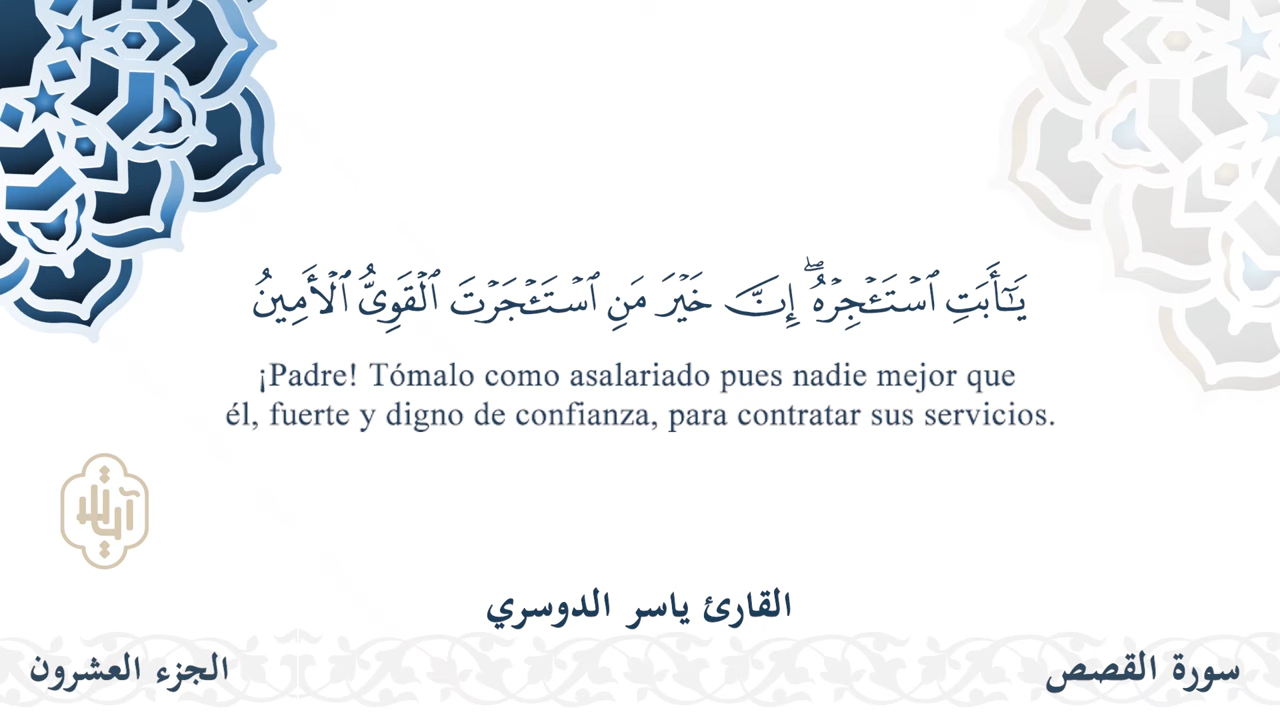 يَـٰٓأَبَتِ ٱسْتَـْٔجِرْهُ ۖ إِنَّ خَيْرَ مَنِ ٱسْتَـْٔجَرْتَ ٱلْقَوِىُّ ٱلْأَمِينُ
¡Padre! Tómalo como asalariado pues nadie mejor que
él, fuerte y digno de confianza, para contratar sus servicios.
القارئ ياسر الدوسري
سورة القصص
الجزء العشرون